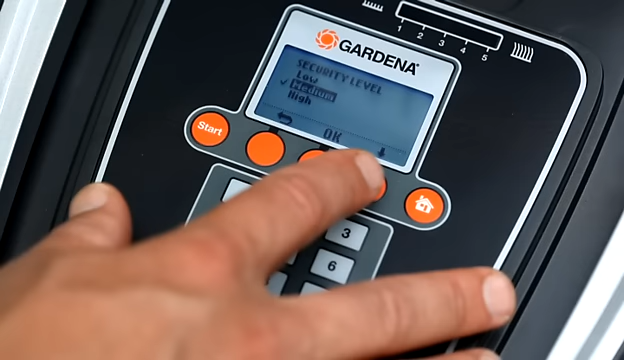 GARDENA
1 2 3 4 5
SECURITY LEVEL
Low
✓ Medium
High
OK
Start
3
6